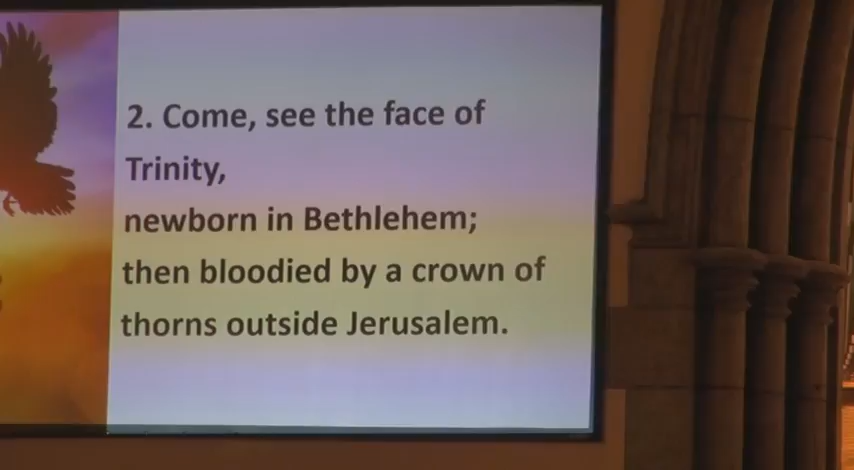 2. Come, see the face of
Trinity,
newborn in Bethlehem;
then bloodied by a crown of
thorns outside Jerusalem.